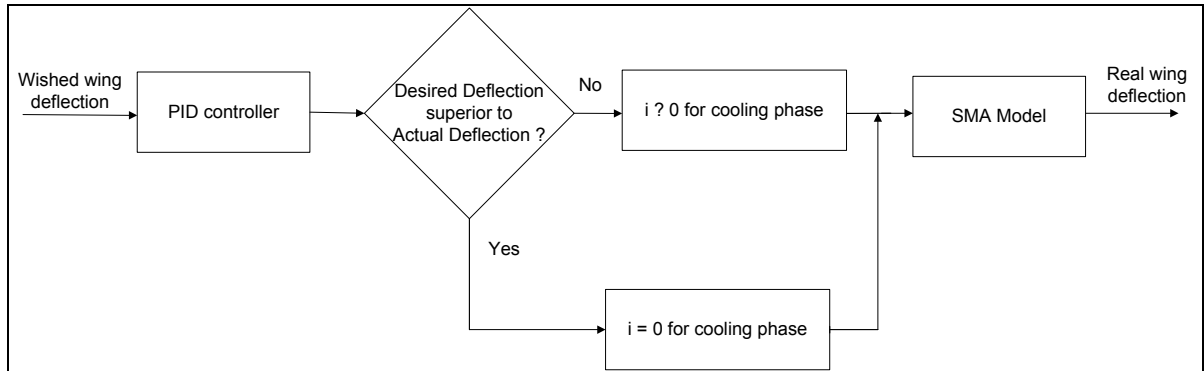 Wished wing
deflection
PID controller
Desired Deflection
superior to
Actual Deflection ?
No
i ? 0 for cooling phase
SMA Model
Real wing
deflection
Yes
i = 0 for cooling phase